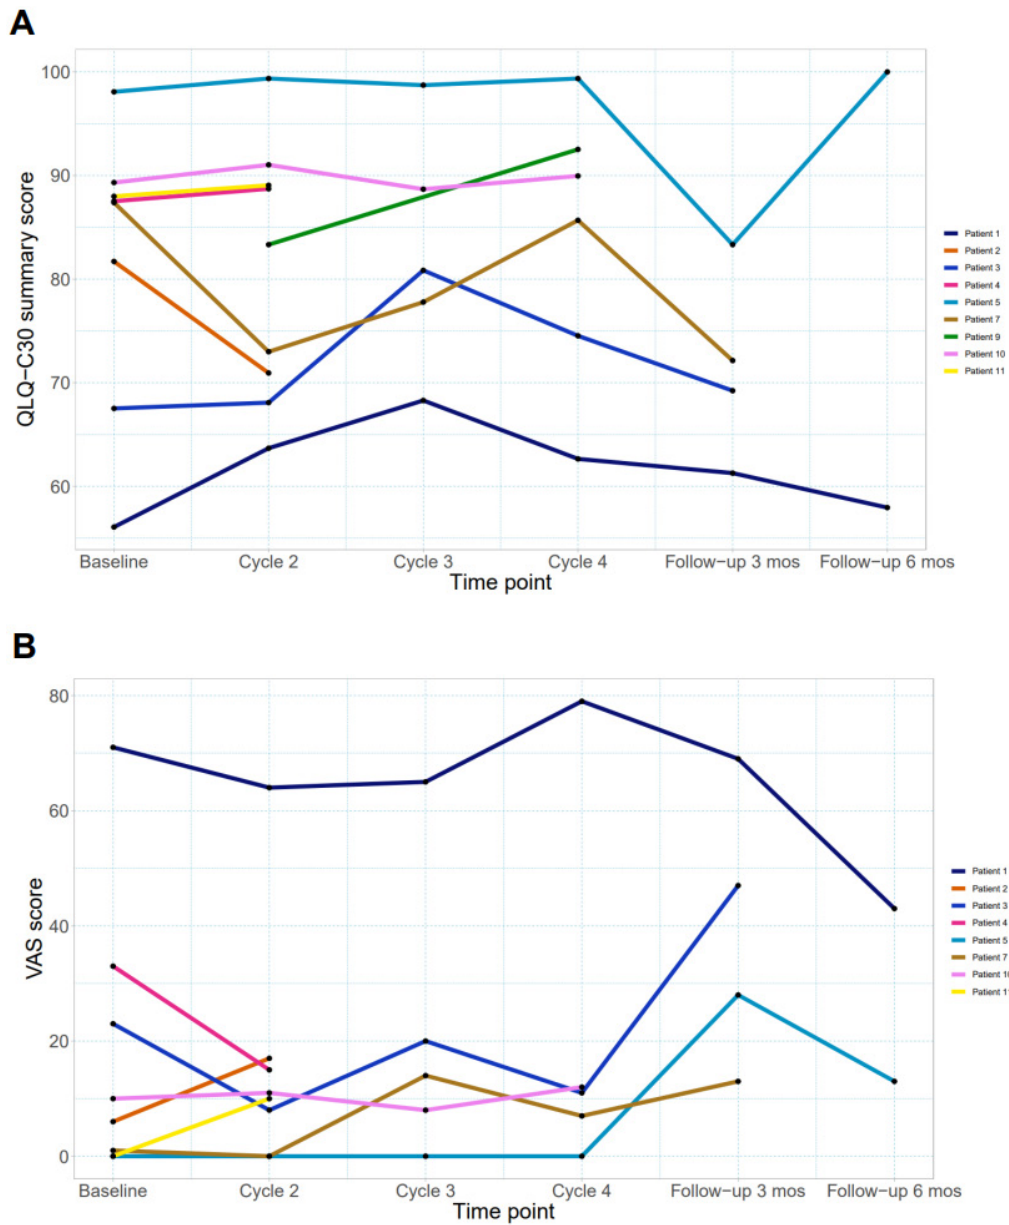 A
100
90
80
70
60
QLQ-C30 summary score
Baseline Cycle 2 Cycle 3 Cycle 4 Follow-up 3 mos Follow-up 6 mos
Time point
Patient 1
Patient 2
Patient 3
Patient 4
Patient 5
Patient 7
Patient 9
Patient 10
Patient 11
B
80
60
40
20
0
VAS score
Baseline Cycle 2 Cycle 3 Cycle 4 Follow-up 3 mos Follow-up 6 mos
Time point
Patient 1
Patient 2
Patient 3
Patient 4
Patient 5
Patient 7
Patient 10
Patient 11